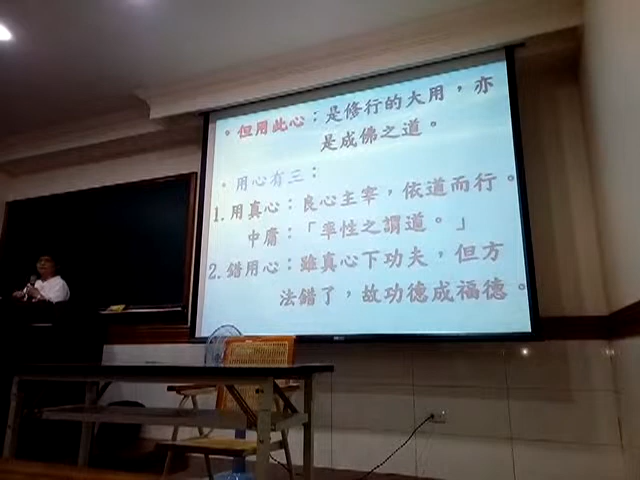 。但用此心：是修行的大用，亦
是成佛之道。
。用心有三：
1. 用真心：良心主宰，依道而行。
中庸：「率性之謂道。」
2. 錯用心：雖真心下功夫，但方
法錯了，故功德成福德。